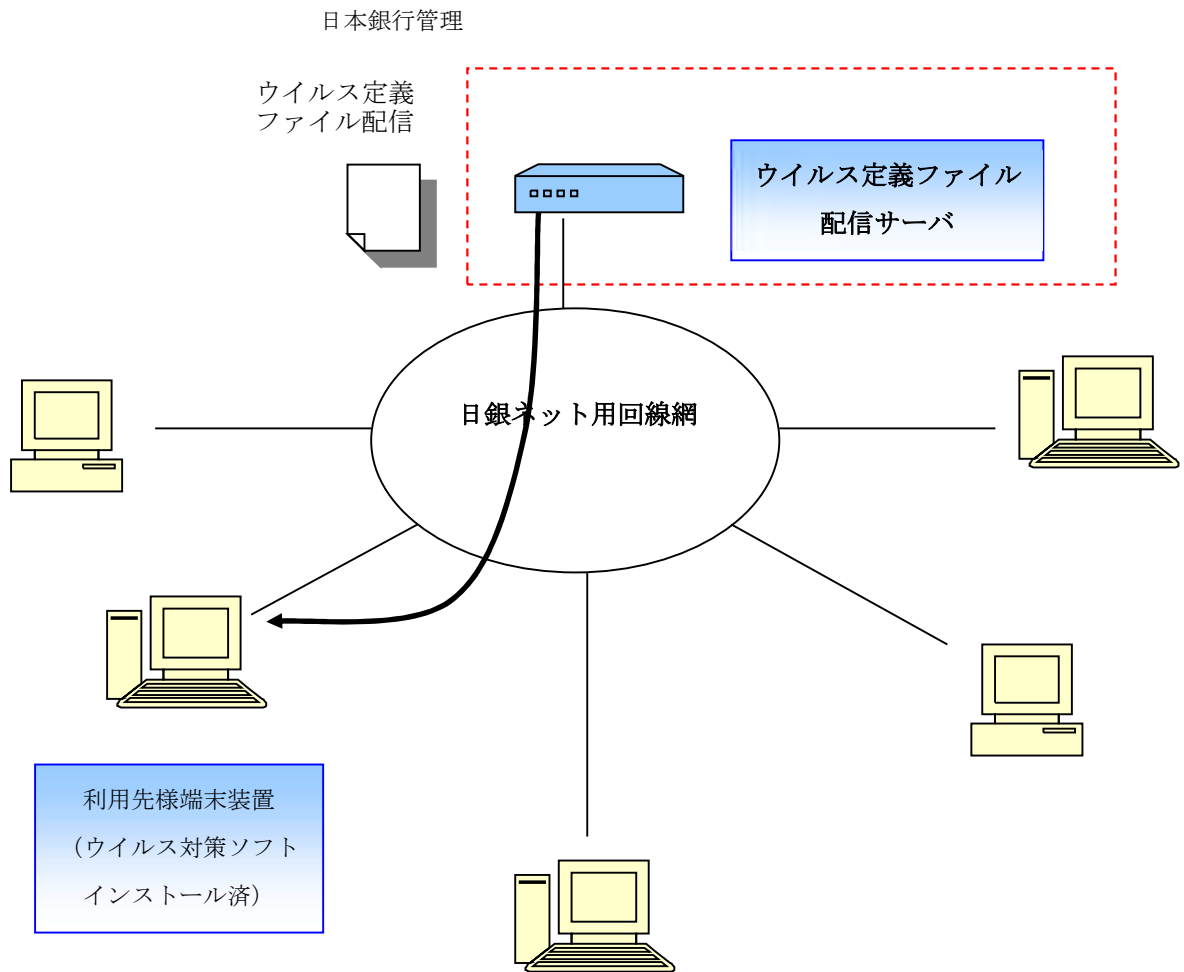 日本銀行管理
ウイルス定義
ファイル配信
ウイルス定義ファイル
配信サーバ
日銀ネット用回線網
利用先様端末装置
（ウイルス対策ソフト
インストール済）